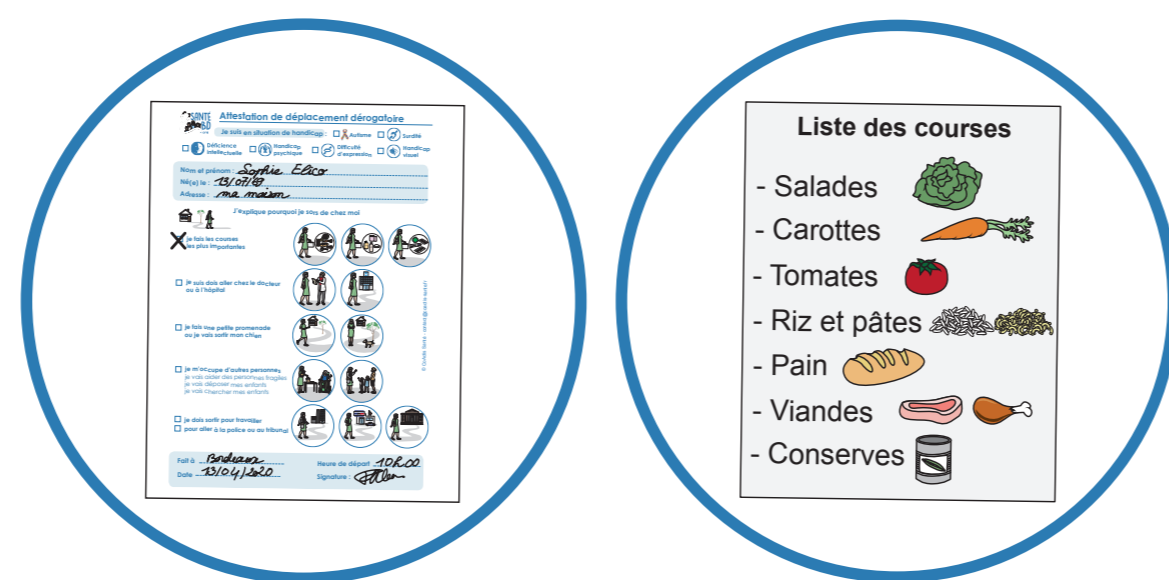 SANTÉ
BD
Attestation de déplacement dérogatoire
Je suis en situation de handicap :
Autisme
Surdité
Déficience intellectuelle
Handicap psychique
Difficulté d'expression
Handicap visuel
Nom et prénom : Sophie Elico
Né(e) le : 13/07/89
Adresse : ma maison
J'explique pourquoi je sors de chez moi
je fais les courses
les plus importantes
je suis dois aller chez le docteur
ou à l'hôpital
je fais une petite promenade
ou je vais sortir mon chien
je m'occupe d'autres personnes
je vais aider des personnes fragiles
je vais déposer mes enfants
je vais chercher mes enfants
je dois sortir pour travailler
pour aller à la police ou au tribunal
Fait à Bordeaux
Heure de départ 10h00
Date 13/04/2020
Signature :
Liste des courses
- Salades
- Carottes
- Tomates
- Riz et pâtes
- Pain
- Viandes
- Conserves